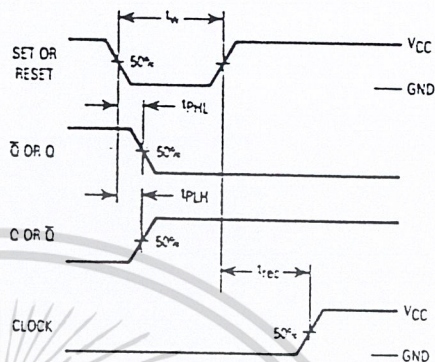 tw
SET OR
RESET
50%
VCC
GND
tPHL
Q̅ OR Q
50%
tPLH
Q OR Q̅
50%
trec
CLOCK
50%
VCC
GND